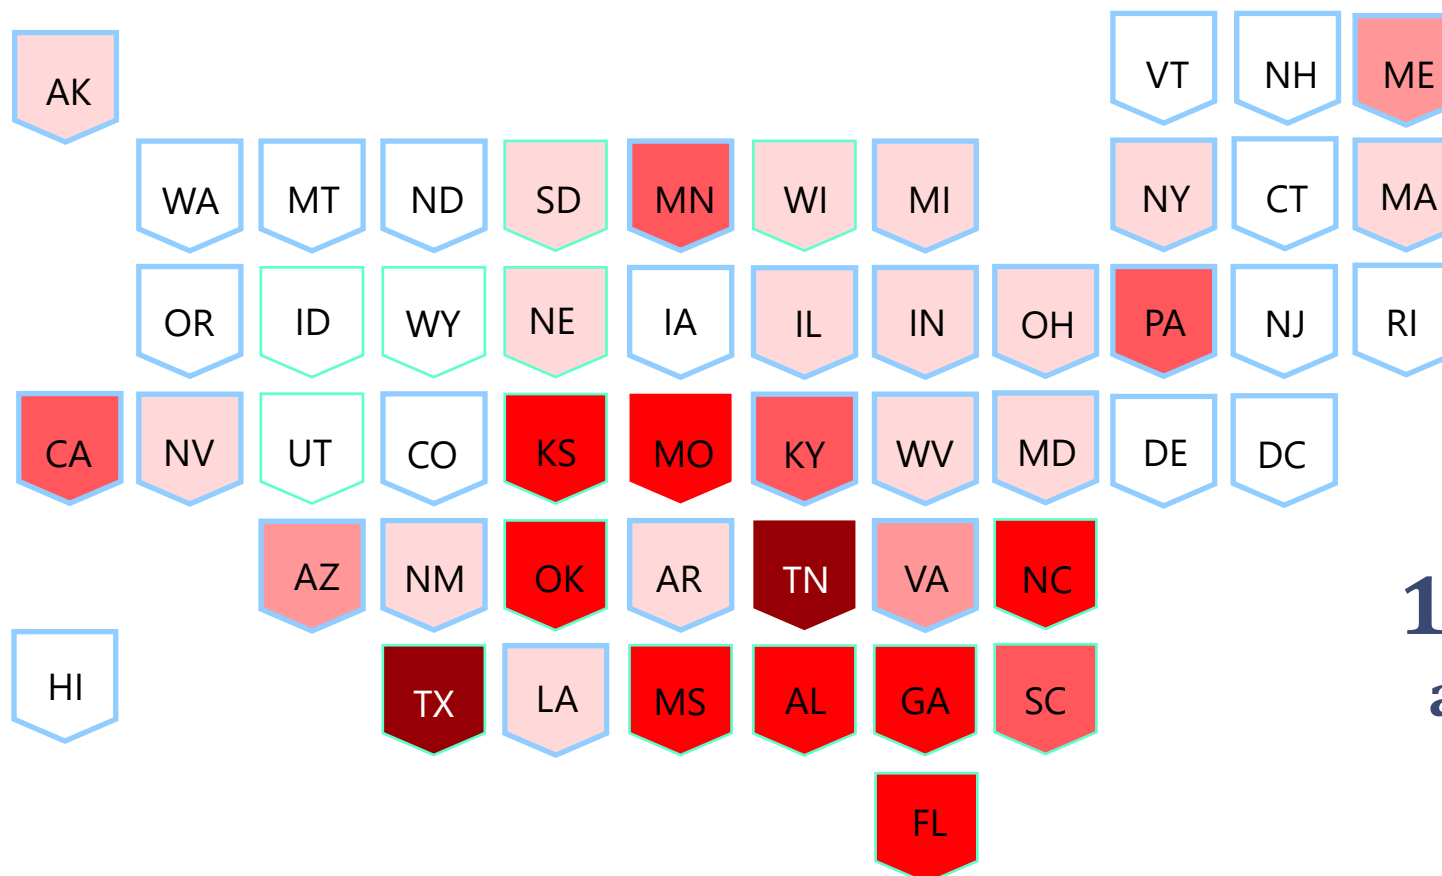 VT NH ME
AK
WA MT ND SD MN WI MI NY CT MA
OR ID WY NE IA IL IN OH PA NJ RI
CA NV UT CO KS MO KY WV MD DE DC
AZ NM OK AR TN VA NC
1
a
HI TX LA MS AL GA SC
FL